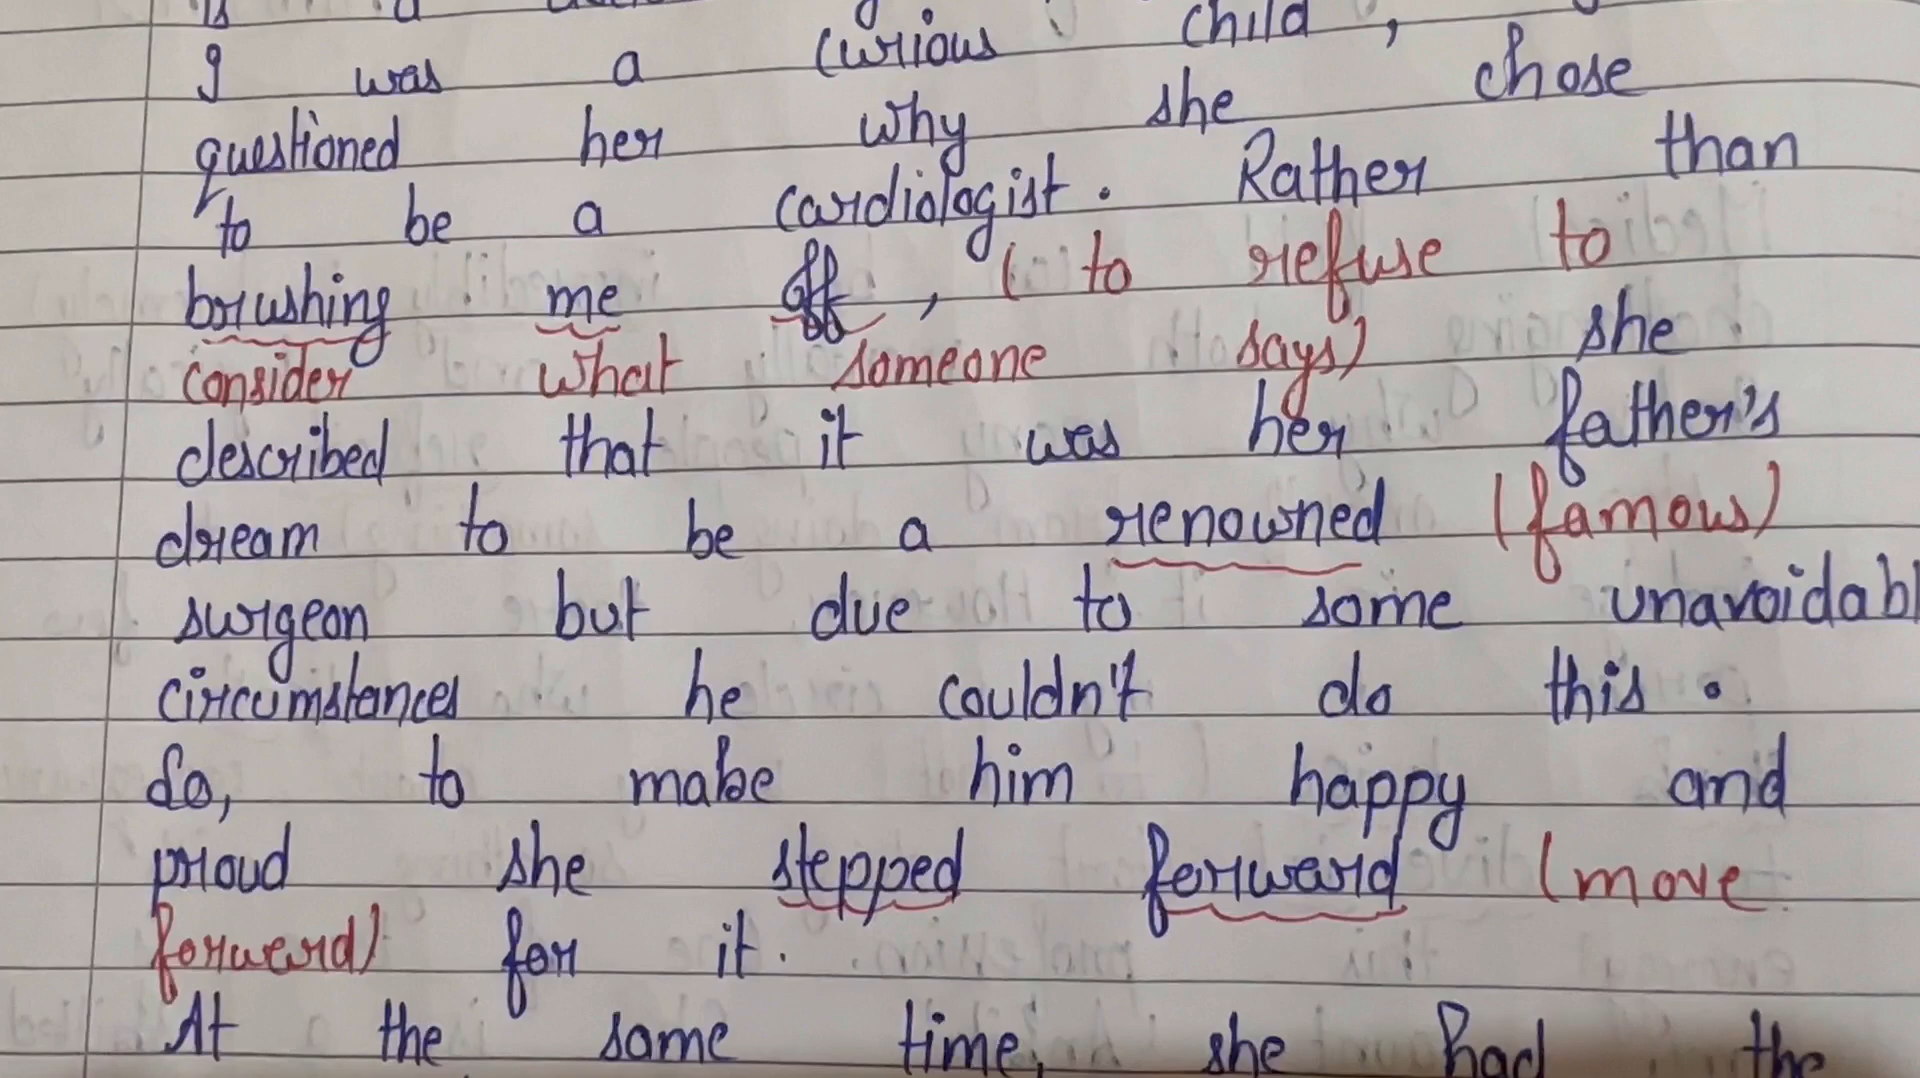 I was a curious child,
questioned her why she chose
to be a cardiologist. Rather than
brushing me off, (to refuse to
consider what someone says) she
described that it was her father's
dream to be a renowned (famous)
surgeon but due to some unavoidabl
circumstances he couldn't do this.
So, to make him happy and
proud she stepped forward (move
forward) for it.
At the same time, she had the